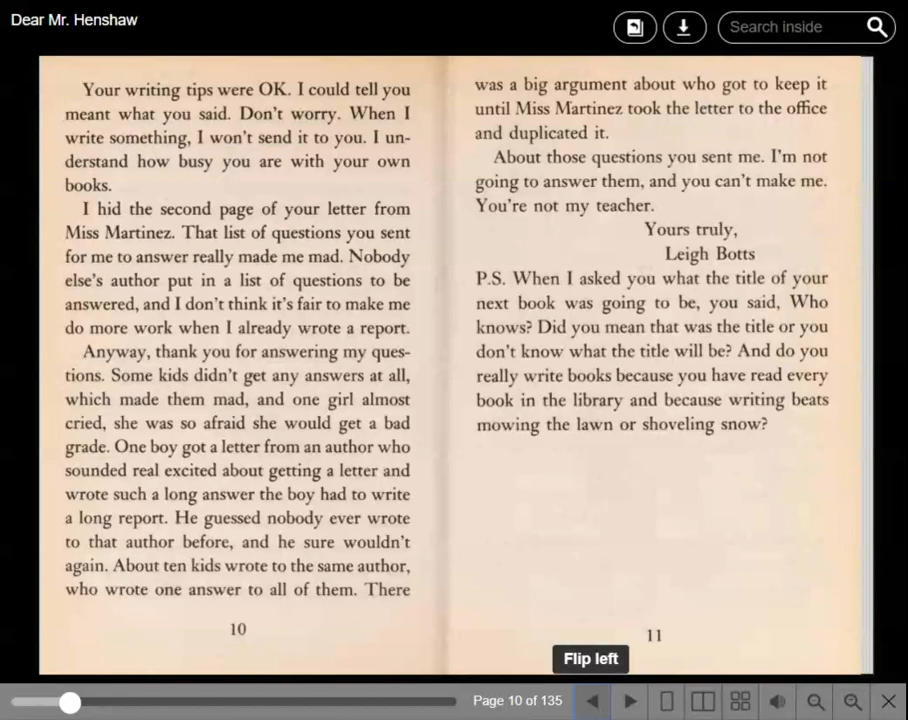 Dear Mr. Henshaw
Search inside
Your writing tips were OK. I could tell you
meant what you said. Don't worry. When I
write something, I won't send it to you. I un-
derstand how busy you are with your own
books.
I hid the second page of your letter from
Miss Martinez. That list of questions you sent
for me to answer really made me mad. Nobody
else's author put in a list of questions to be
answered, and I don't think it's fair to make me
do more work when I already wrote a report.
Anyway, thank you for answering my ques-
tions. Some kids didn't get any answers at all,
which made them mad, and one girl almost
cried, she was so afraid she would get a bad
grade. One boy got a letter from an author who
sounded real excited about getting a letter and
wrote such a long answer the boy had to write
a long report. He guessed nobody ever wrote
to that author before, and he sure wouldn't
again. About ten kids wrote to the same author,
who wrote one answer to all of them. There
10
was a big argument about who got to keep it
until Miss Martinez took the letter to the office
and duplicated it.
About those questions you sent me. I'm not
going to answer them, and you can't make me.
You're not my teacher.
Yours truly,
Leigh Botts
P.S. When I asked you what the title of your
next book was going to be, you said, Who
knows? Did you mean that was the title or you
don't know what the title will be? And do you
really write books because you have read every
book in the library and because writing beats
mowing the lawn or shoveling snow?
11
Flip left
Page 10 of 135